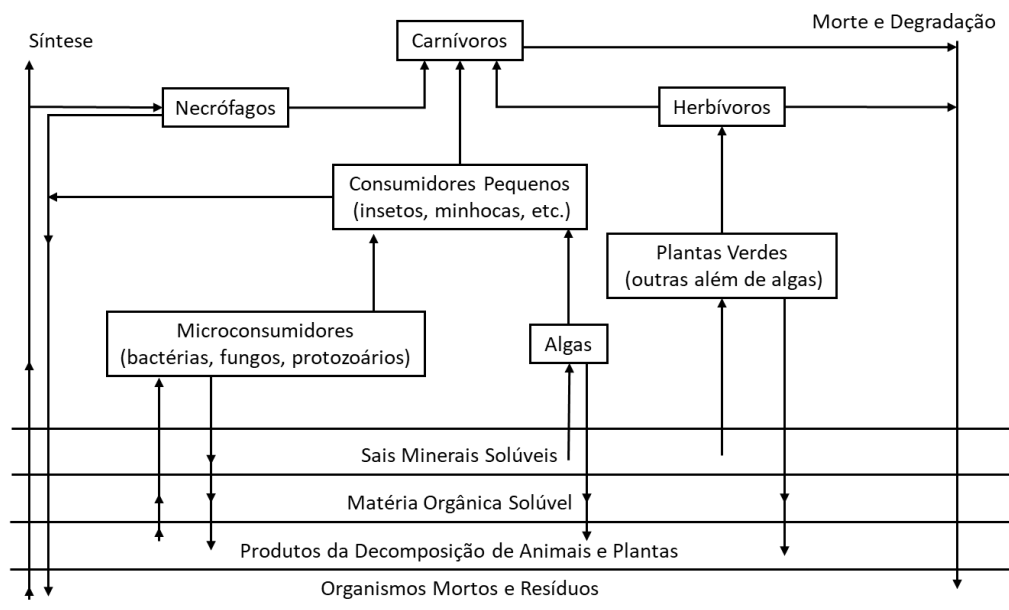 Síntese
Carnívoros
Morte e Degradação
Necrófagos
Herbívoros
Consumidores Pequenos
(insetos, minhocas, etc.)
Plantas Verdes
(outras além de algas)
Microconsumidores
(bactérias, fungos, protozoários)
Algas
Sais Minerais Solúveis
Matéria Orgânica Solúvel
Produtos da Decomposição de Animais e Plantas
Organismos Mortos e Resíduos